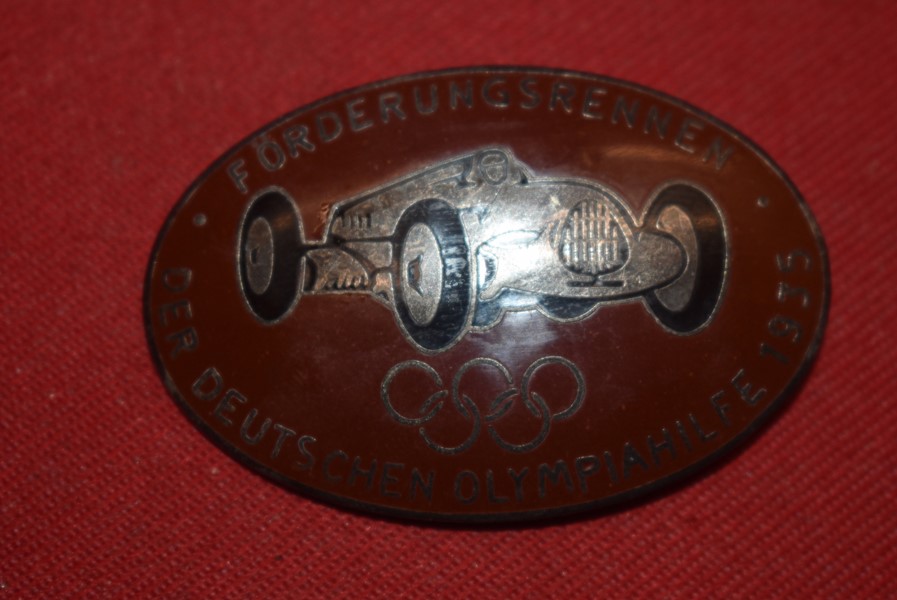 FÖRDERUNGSRENNEN
DER DEUTSCHEN OLYMPIAHILFE 1935